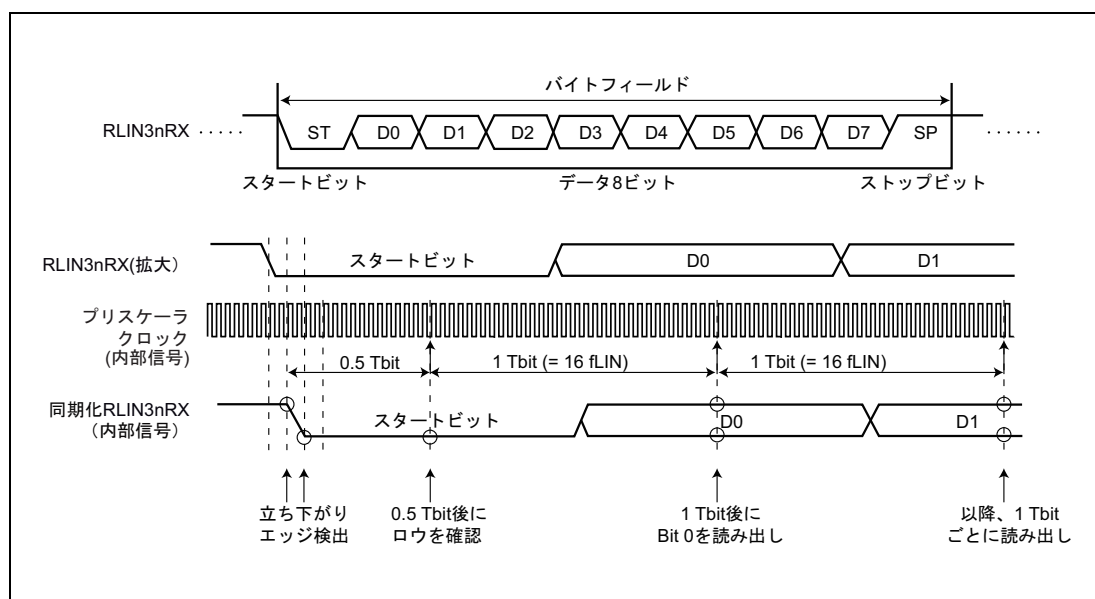 バイトフィールド
RLIN3nRX ・・・・・ ST D0 D1 D2 D3 D4 D5 D6 D7 SP ・・・・・・
スタートビット データ8ビット ストップビット
RLIN3nRX(拡大） スタートビット D0 D1
プリスケーラ
クロック
(内部信号)
0.5 Tbit 1 Tbit (= 16 fLIN) 1 Tbit (= 16 fLIN)
同期化RLIN3nRX
（内部信号）
スタートビット D0 D1
立ち下がり
エッジ検出
0.5 Tbit後に
ロウを確認
1 Tbit後に
Bit 0を読み出し
以降、1 Tbit
ごとに読み出し